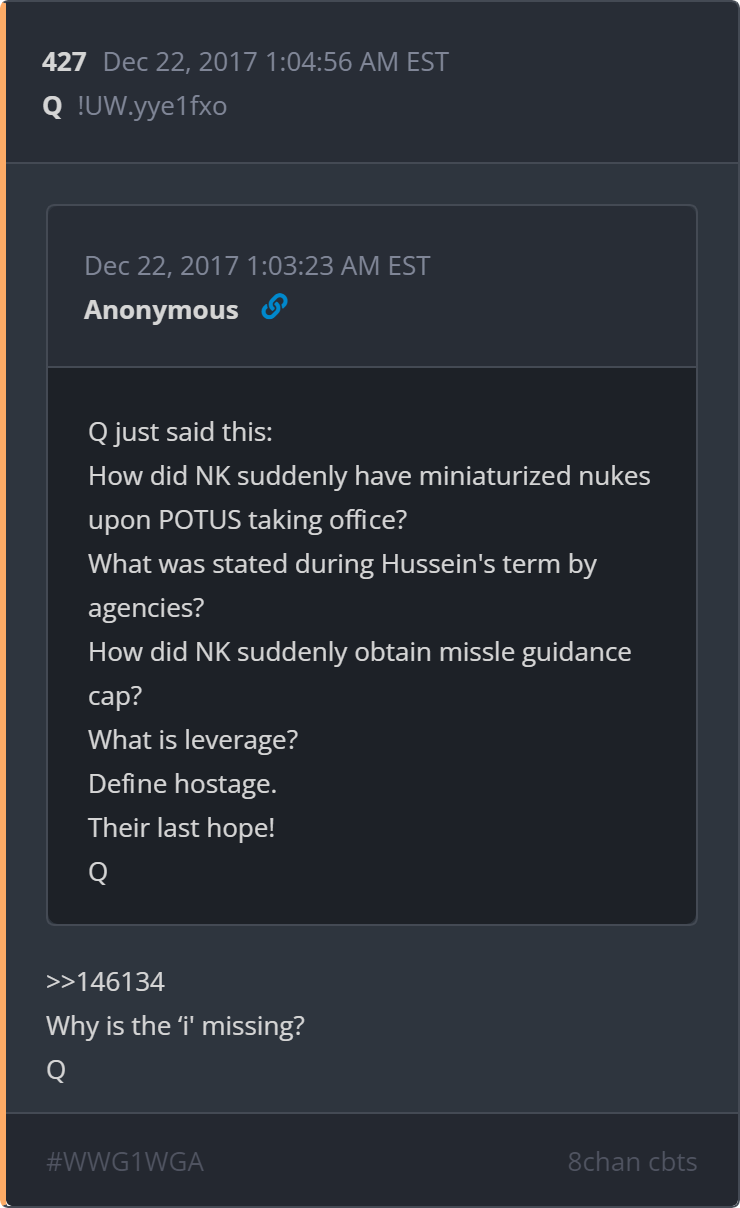 427 Dec 22, 2017 1:04:56 AM EST
Q !UW.yye1fxo
Dec 22, 2017 1:03:23 AM EST
Anonymous
Q just said this:
How did NK suddenly have miniaturized nukes
upon POTUS taking office?
What was stated during Hussein's term by
agencies?
How did NK suddenly obtain missle guidance
cap?
What is leverage?
Define hostage.
Their last hope!
Q
>>146134
Why is the ‘i' missing?
Q
#WWG1WGA 8chan cbts